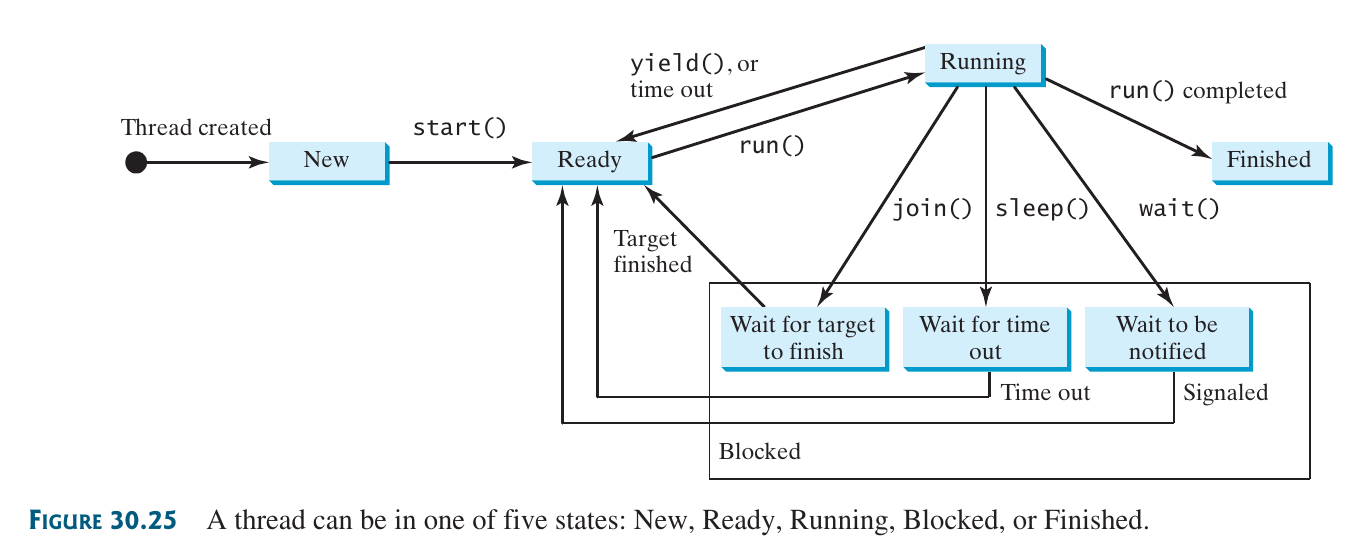 Running
yield(), or
time out
run() completed
Thread created
start()
run()
New
Ready
Finished
join()
sleep()
wait()
Target
finished
Wait for target
to finish
Wait for time
out
Wait to be
notified
Time out
Signaled
Blocked
FIGURE 30.25 A thread can be in one of five states: New, Ready, Running, Blocked, or Finished.